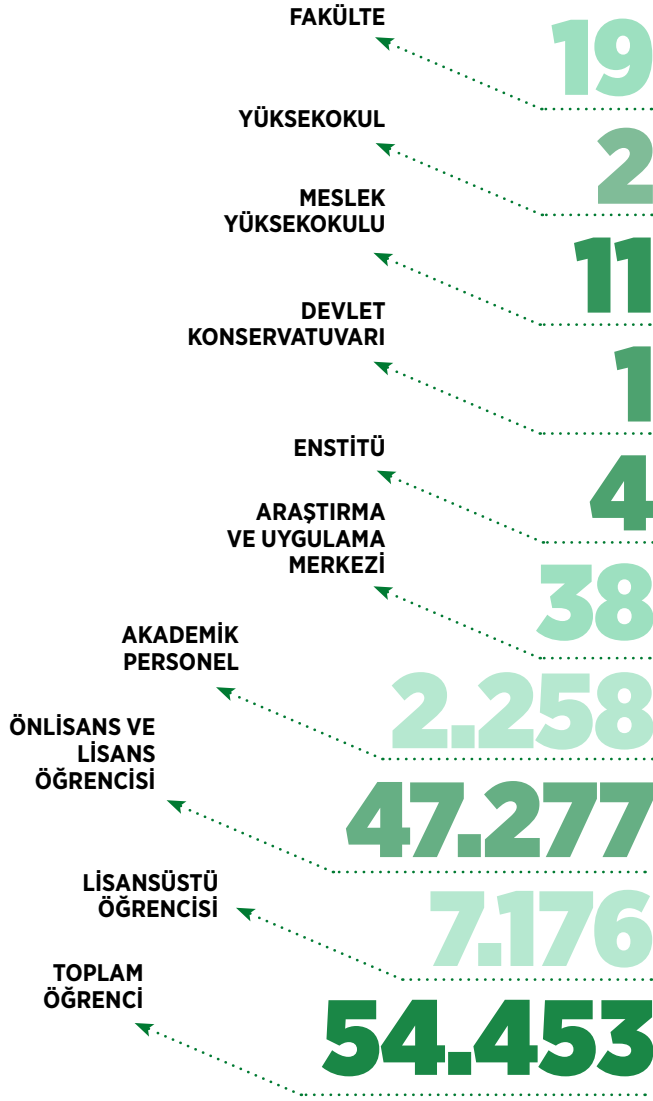 FAKÜLTE
19
YÜKSEKOKUL
2
MESLEK
YÜKSEKOKULU
11
DEVLET
KONSERVATUVARI
1
ENSTİTÜ
4
ARAŞTIRMA
VE UYGULAMA
MERKEZİ
38
AKADEMİK
PERSONEL
2.258
ÖNLİSANS VE
LİSANS
ÖĞRENCİSİ
47.277
LİSANSÜSTÜ
ÖĞRENCİSİ
7.176
TOPLAM
ÖĞRENCİ
54.453